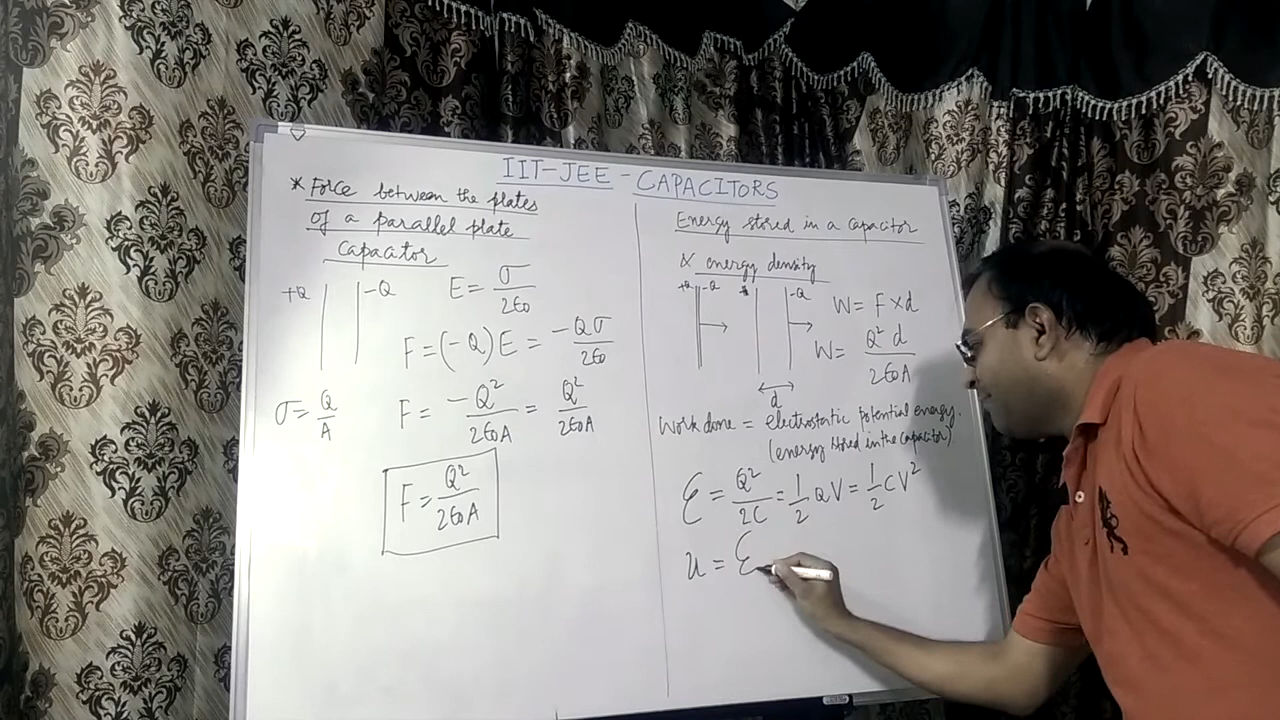 IIT-JEE - CAPACITORS
* Force between the plates
of a parallel plate
capacitor
+Q -Q E = σ/2ε0
F = (-Q) E = -Qσ/2ε0
σ = Q/A F = -Q²/2ε0A = Q²/2ε0A
F = Q²/2ε0A
Energy stored in a capacitor
& energy density
+Q -Q -Q W = F × d
W = Q² d/2ε0A
d
Work done = electrostatic potential energy.
(energy stored in the capacitor)
ℰ = Q²/2C = 1/2 QV = 1/2 CV²
u = ℰ